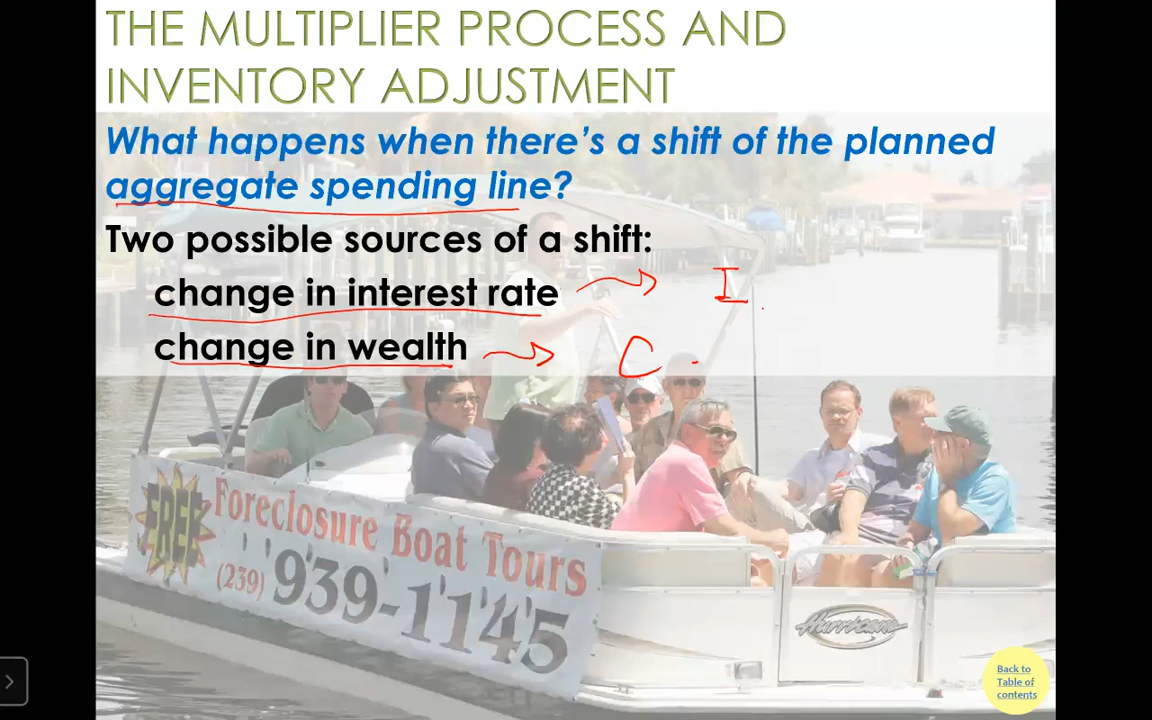 THE MULTIPLIER PROCESS AND
INVENTORY ADJUSTMENT
What happens when there's a shift of the planned
aggregate spending line?
Two possible sources of a shift:
change in interest rate I
change in wealth C
FREE Foreclosure Boat Tours
(239) 939-1145
Hurricane
Back to
Table of
contents